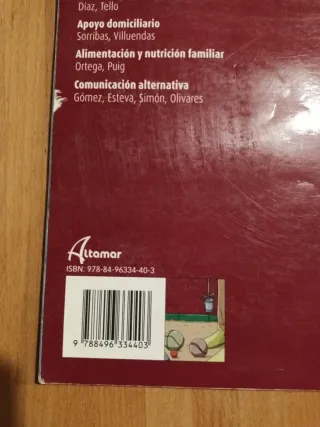 Díaz, Tello
Apoyo domiciliario
Sorribas, Villuendas
Alimentación y nutrición familiar
Ortega, Puig
Comunicación alternativa
Gómez, Esteva, Simón, Olivares
Altamar
ISBN: 978-84-96334-40-3
9 788496 334403